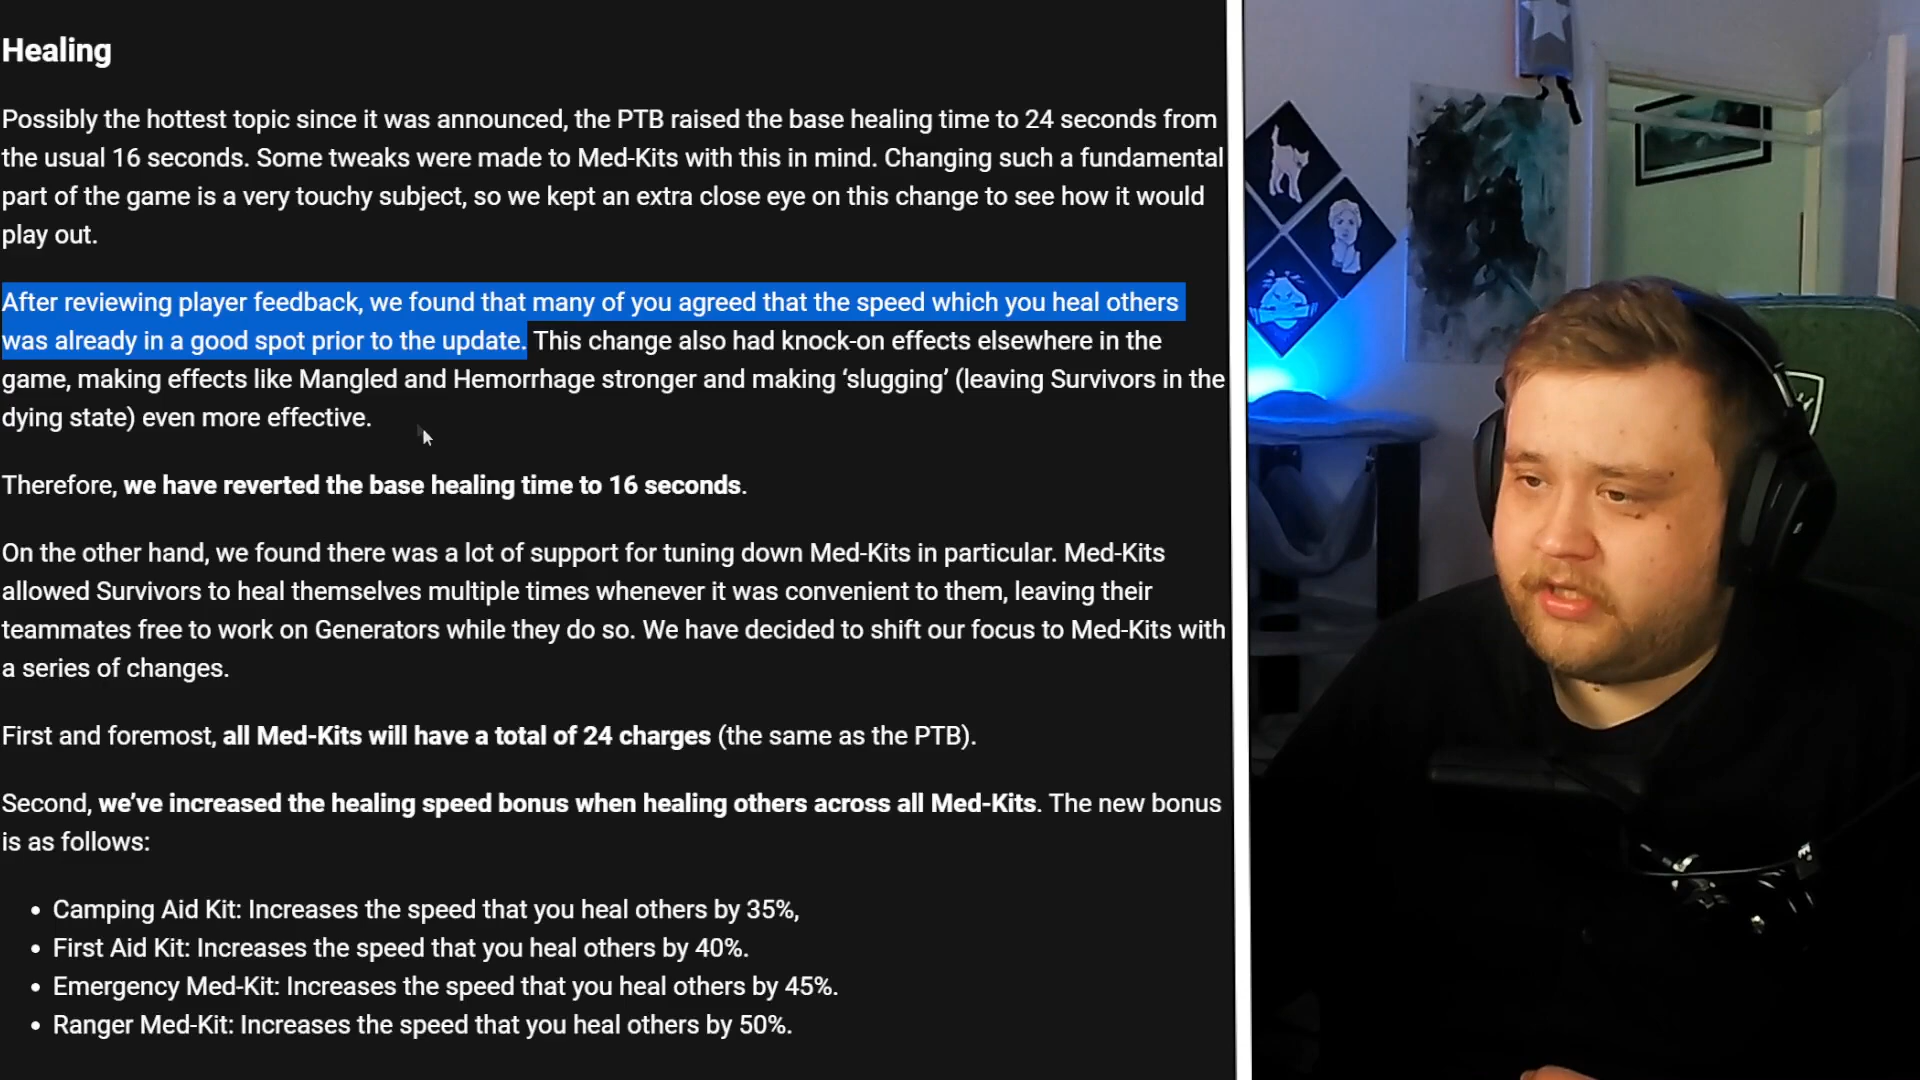 Healing
Possibly the hottest topic since it was announced, the PTB raised the base healing time to 24 seconds from
the usual 16 seconds. Some tweaks were made to Med-Kits with this in mind. Changing such a fundamental
part of the game is a very touchy subject, so we kept an extra close eye on this change to see how it would
play out.
After reviewing player feedback, we found that many of you agreed that the speed which you heal others
was already in a good spot prior to the update. This change also had knock-on effects elsewhere in the
game, making effects like Mangled and Hemorrhage stronger and making ‘slugging’ (leaving Survivors in the
dying state) even more effective.
Therefore, we have reverted the base healing time to 16 seconds.
On the other hand, we found there was a lot of support for tuning down Med-Kits in particular. Med-Kits
allowed Survivors to heal themselves multiple times whenever it was convenient to them, leaving their
teammates free to work on Generators while they do so. We have decided to shift our focus to Med-Kits with
a series of changes.
First and foremost, all Med-Kits will have a total of 24 charges (the same as the PTB).
Second, we’ve increased the healing speed bonus when healing others across all Med-Kits. The new bonus
is as follows:
• Camping Aid Kit: Increases the speed that you heal others by 35%,
• First Aid Kit: Increases the speed that you heal others by 40%.
• Emergency Med-Kit: Increases the speed that you heal others by 45%.
• Ranger Med-Kit: Increases the speed that you heal others by 50%.